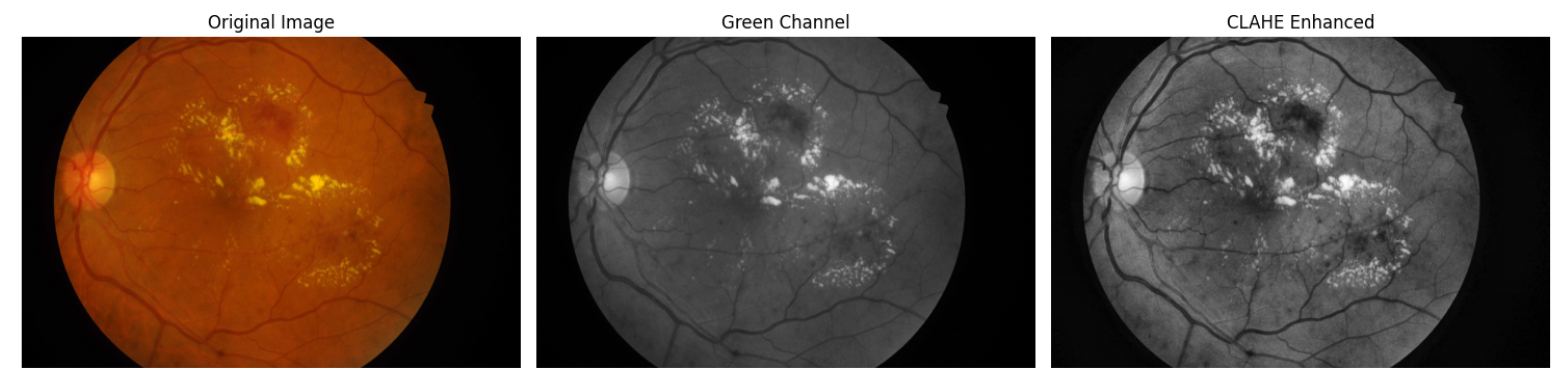 Original Image
Green Channel
CLAHE Enhanced